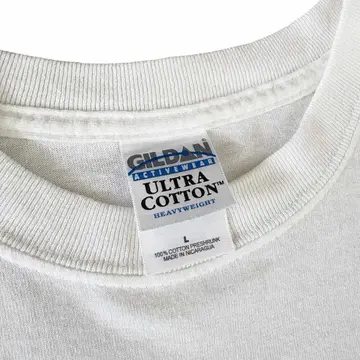 GILDAN
ACTIVEWEAR
ULTRA
COTTON™
HEAVYWEIGHT
L
100% COTTON PRESHRUNK
MADE IN NICARAGUA